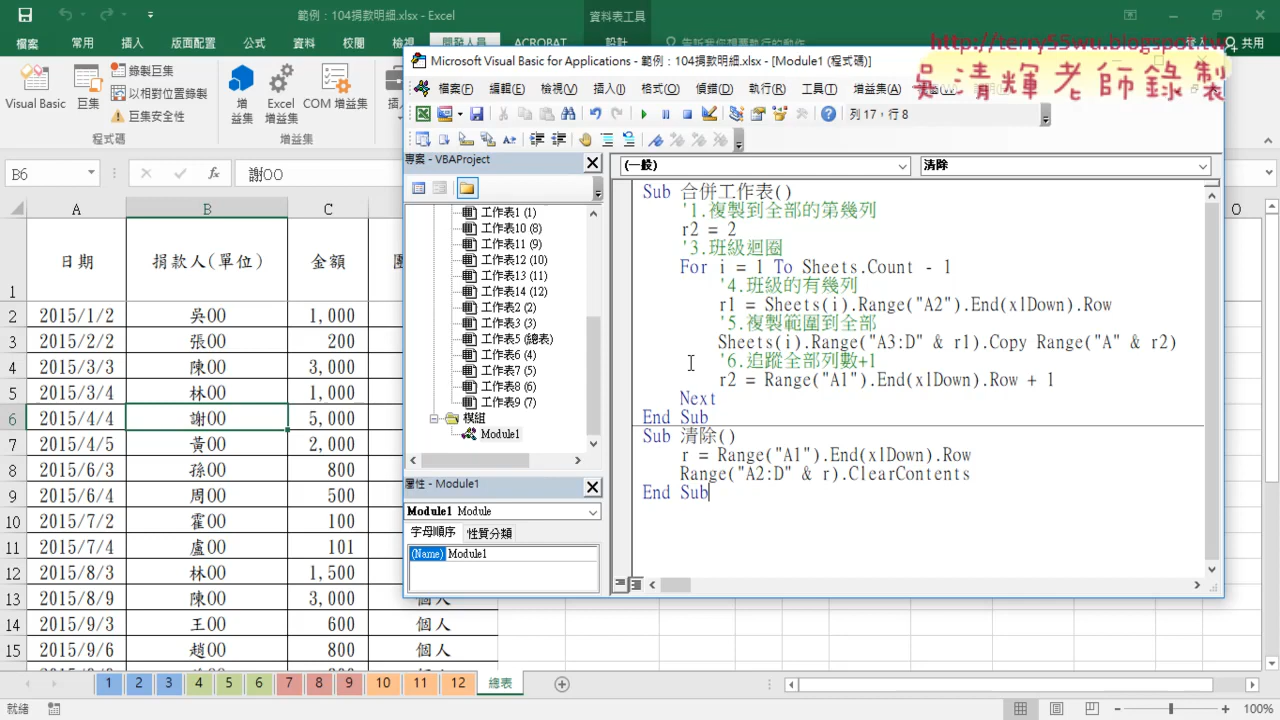 範例：104捐款明細.xlsx - Excel
資料表工具
檔案 常用 插入 版面配置 公式 資料 校閱 檢視 開發人員 ACROBAT 設計 告訴我您想要執行的動作 登入 共用
http://terry55wu.blogspot.tw
吳清輝老師錄製
Visual Basic 巨集 錄製巨集 以相對位置錄製 巨集安全性
程式碼
增益集 Excel 增益集 COM 增益集
增益集
B6 謝OO
A B C O
1 日期 捐款人(單位) 金額
2 2015/1/2 吳OO 1,000
3 2015/2/2 張OO 200
4 2015/3/3 陳OO 3,000
5 2015/3/4 林OO 1,000
6 2015/4/4 謝OO 5,000
7 2015/4/5 黃OO 2,000
8 2015/6/3 孫OO 800
9 2015/6/4 周OO 500
10 2015/7/2 霍OO 100
11 2015/7/4 盧OO 101
12 2015/8/3 林OO 1,500
13 2015/8/9 陳OO 3,000 個人
14 2015/9/3 王OO 600 個人
15 2015/9/6 趙OO 800 個人
1 2 3 4 5 6 7 8 9 10 11 12 總表
就緒 100%
Microsoft Visual Basic for Applications - 範例：104捐款明細.xlsx - [Module1 (程式碼)]
檔案(F) 編輯(E) 檢視(V) 插入(I) 格式(O) 偵錯(D) 執行(R) 工具(T) 增益集(A)
列 17，行 8
專案 - VBAProject
工作表1 (1)
工作表10 (8)
工作表11 (9)
工作表12 (10)
工作表13 (11)
工作表14 (12)
工作表2 (2)
工作表3 (3)
工作表5 (總表)
工作表6 (4)
工作表7 (5)
工作表8 (6)
工作表9 (7)
模組
Module1
屬性 - Module1
Module1 Module
字母順序 性質分類
(Name) Module1
(一般) 清除
Sub 合併工作表()
'1.複製到全部的第幾列
r2 = 2
'3.班級迴圈
For i = 1 To Sheets.Count - 1
'4.班級的有幾列
r1 = Sheets(i).Range("A2").End(xlDown).Row
'5.複製範圍到全部
Sheets(i).Range("A3:D" & r1).Copy Range("A" & r2)
'6.追蹤全部列數+1
r2 = Range("A1").End(xlDown).Row + 1
Next
End Sub
Sub 清除()
r = Range("A1").End(xlDown).Row
Range("A2:D" & r).ClearContents
End Sub